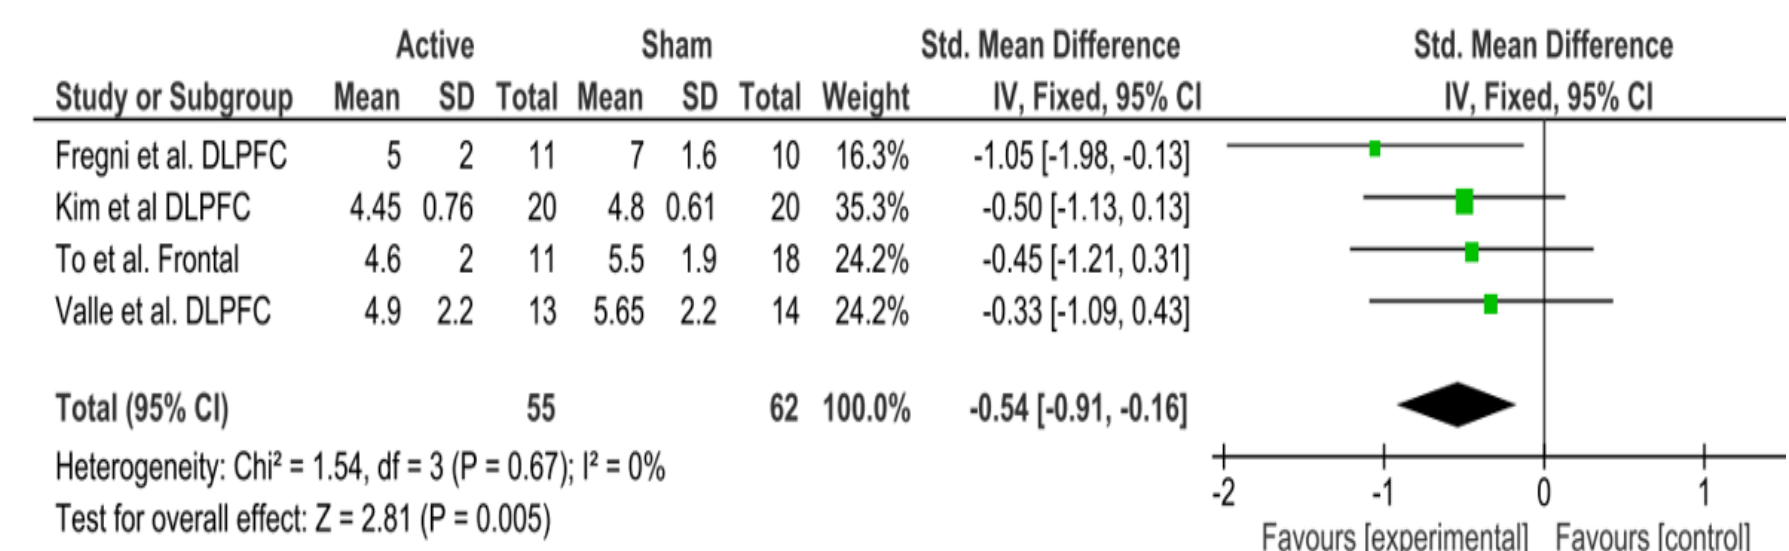 Active Sham Std. Mean Difference Std. Mean Difference
Study or Subgroup Mean SD Total Mean SD Total Weight IV, Fixed, 95% CI IV, Fixed, 95% CI
Fregni et al. DLPFC 5 2 11 7 1.6 10 16.3% -1.05 [-1.98, -0.13]
Kim et al DLPFC 4.45 0.76 20 4.8 0.61 20 35.3% -0.50 [-1.13, 0.13]
To et al. Frontal 4.6 2 11 5.5 1.9 18 24.2% -0.45 [-1.21, 0.31]
Valle et al. DLPFC 4.9 2.2 13 5.65 2.2 14 24.2% -0.33 [-1.09, 0.43]
Total (95% CI) 55 62 100.0% -0.54 [-0.91, -0.16]
Heterogeneity: Chi² = 1.54, df = 3 (P = 0.67); I² = 0%
Test for overall effect: Z = 2.81 (P = 0.005)
-2 -1 0 1
Favours [experimental] Favours [control]